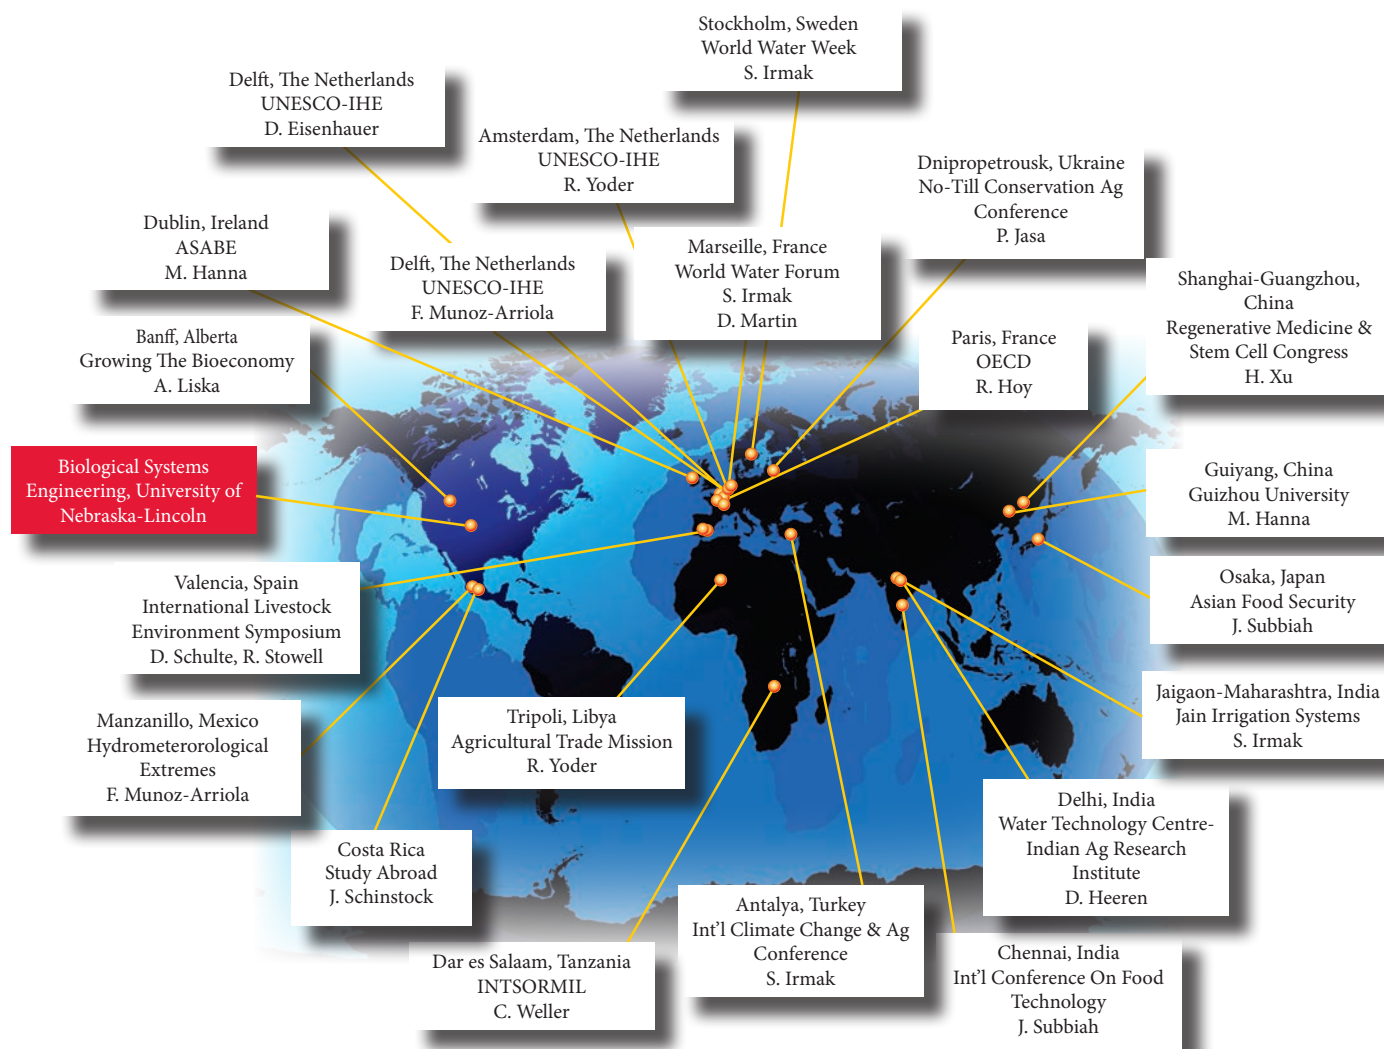 Stockholm, Sweden
World Water Week
S. Irmak
Delft, The Netherlands
UNESCO-IHE
D. Eisenhauer
Amsterdam, The Netherlands
UNESCO-IHE
R. Yoder
Dnipropetrousk, Ukraine
No-Till Conservation Ag
Conference
P. Jasa
Dublin, Ireland
ASABE
M. Hanna
Delft, The Netherlands
UNESCO-IHE
F. Munoz-Arriola
Marseille, France
World Water Forum
S. Irmak
D. Martin
Shanghai-Guangzhou,
China
Regenerative Medicine &
Stem Cell Congress
H. Xu
Banff, Alberta
Growing The Bioeconomy
A. Liska
Paris, France
OECD
R. Hoy
Biological Systems
Engineering, University of
Nebraska-Lincoln
Guiyang, China
Guizhou University
M. Hanna
Valencia, Spain
International Livestock
Environment Symposium
D. Schulte, R. Stowell
Osaka, Japan
Asian Food Security
J. Subbiah
Manzanillo, Mexico
Hydrometerorological
Extremes
F. Munoz-Arriola
Tripoli, Libya
Agricultural Trade Mission
R. Yoder
Jaigaon-Maharashtra, India
Jain Irrigation Systems
S. Irmak
Costa Rica
Study Abroad
J. Schinstock
Delhi, India
Water Technology Centre-
Indian Ag Research
Institute
D. Heeren
Antalya, Turkey
Int'l Climate Change & Ag
Conference
S. Irmak
Dar es Salaam, Tanzania
INTSORMIL
C. Weller
Chennai, India
Int'l Conference On Food
Technology
J. Subbiah